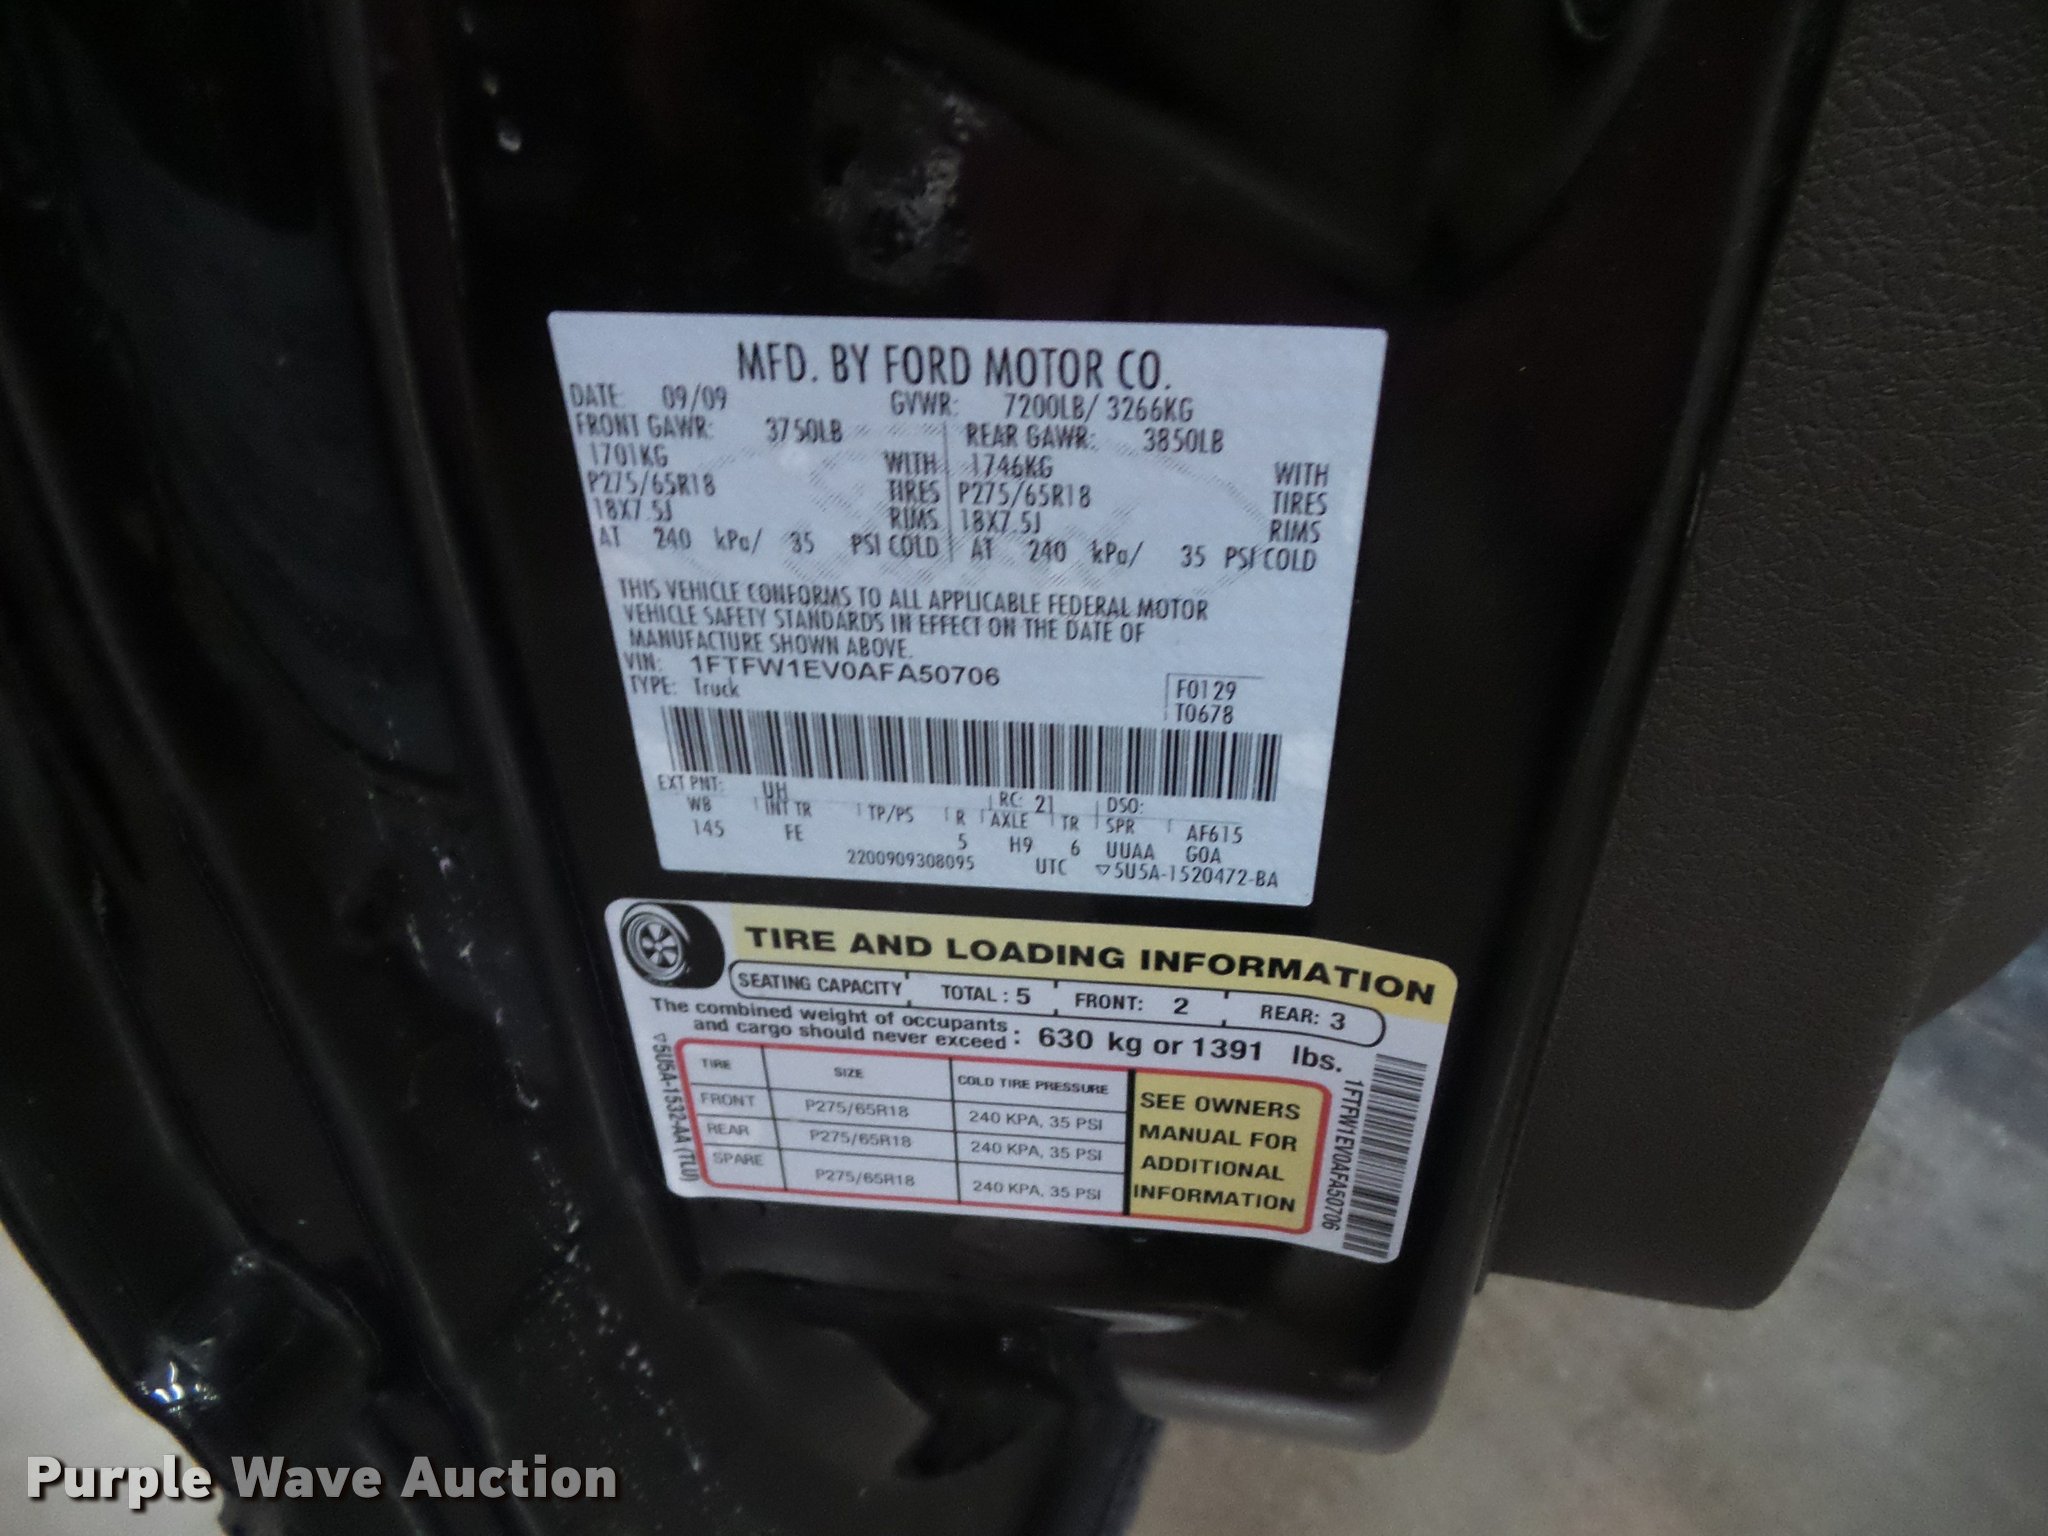 MFD. BY FORD MOTOR CO.
DATE: 09/09 GVWR: 7200LB/ 3266KG
FRONT GAWR: 3750LB REAR GAWR: 3850LB
1701KG WITH 1746KG WITH
P275/65R18 TIRES P275/65R18 TIRES
18X7.5J RIMS 18X7.5J RIMS
AT 240 kPa/ 35 PSI COLD AT 240 kPa/ 35 PSI COLD
THIS VEHICLE CONFORMS TO ALL APPLICABLE FEDERAL MOTOR
VEHICLE SAFETY STANDARDS IN EFFECT ON THE DATE OF
MANUFACTURE SHOWN ABOVE.
VIN: 1FTFW1EV0AFA50706
TYPE: Truck
F0129
T0678
EXT PNT: UH RC: 21 DSO:
WB INT TR TP/PS R AXLE TR SPR AF615
145 FE 5 H9 6 UUAA G0A
2200909308095 UTC ▽5U5A-1520472-BA
TIRE AND LOADING INFORMATION
SEATING CAPACITY TOTAL : 5 FRONT: 2 REAR: 3
The combined weight of occupants
and cargo should never exceed : 630 kg or 1391 lbs.
TIRE SIZE COLD TIRE PRESSURE
FRONT P275/65R18 240 KPA, 35 PSI
REAR P275/65R18 240 KPA, 35 PSI
SPARE P275/65R18 240 KPA, 35 PSI
SEE OWNERS
MANUAL FOR
ADDITIONAL
INFORMATION
▽5U5A-1532-AA (TLU)
1FTFW1EV0AFA50706
Purple Wave Auction